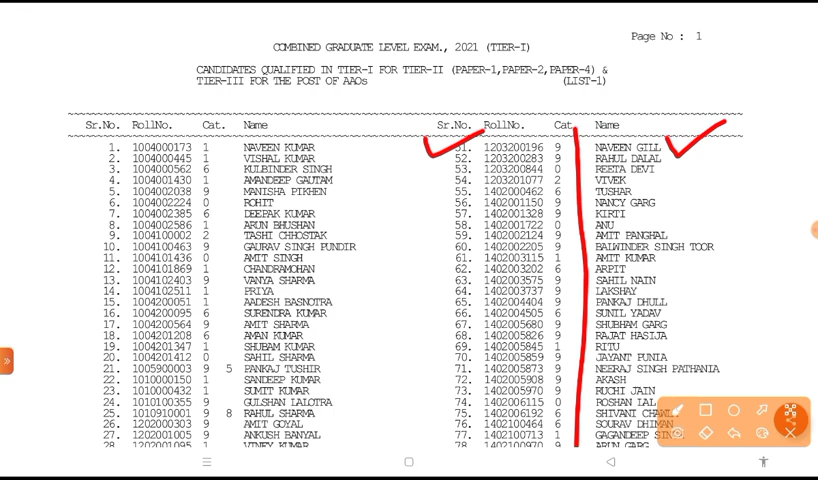 Page No : 1
COMBINED GRADUATE LEVEL EXAM., 2021 (TIER-I)
CANDIDATES QUALIFIED IN TIER-I FOR TIER-II (PAPER-1,PAPER-2,PAPER-4) &
TIER-III FOR THE POST OF AAOs (LIST-1)
Sr.No. RollNo. Cat. Name Sr.No. RollNo. Cat. Name
1. 1004000173 1 NAVEEN KUMAR 51. 1203200196 9 NAVEEN GILL
2. 1004000445 1 VISHAL KUMAR 52. 1203200283 9 RAHUL DALAL
3. 1004000562 6 KULBINDER SINGH 53. 1203200844 0 REETA DEVI
4. 1004001430 1 AMANDEEP GAUTAM 54. 1203201077 2 VIVEK
5. 1004002038 9 MANISHA PIKHEN 55. 1402000462 6 TUSHAR
6. 1004002224 0 ROHIT 56. 1402001150 9 NANCY GARG
7. 1004002385 6 DEEPAK KUMAR 57. 1402001328 9 KIRTI
8. 1004002586 1 ARUN BHUSHAN 58. 1402001722 0 ANU
9. 1004100002 2 TASHI CHHOSTAK 59. 1402002124 9 AMIT PANGHAL
10. 1004100463 9 GAURAV SINGH PUNDIR 60. 1402002205 9 BALWINDER SINGH TOOR
11. 1004101436 0 AMIT SINGH 61. 1402003115 1 AMIT KUMAR
12. 1004101869 1 CHANDRAMOHAN 62. 1402003202 6 ARPIT
13. 1004102403 9 VANYA SHARMA 63. 1402003575 9 SAHIL NAIN
14. 1004102511 1 PRIYA 64. 1402003737 9 LAKSHAY
15. 1004200051 1 AADESH BASNOTRA 65. 1402004404 9 PANKAJ DHULL
16. 1004200095 6 SURENDRA KUMAR 66. 1402004505 6 SUNIL YADAV
17. 1004200564 9 AMIT SHARMA 67. 1402005680 9 SHUBHAM GARG
18. 1004201208 6 AMAN KUMAR 68. 1402005826 9 RAJAT HASIJA
19. 1004201347 1 SHUBAM KUMAR 69. 1402005845 1 RITU
20. 1004201412 0 SAHIL SHARMA 70. 1402005859 9 JAYANT PUNIA
21. 1005900003 9 5 PANKAJ TUSHIR 71. 1402005873 9 NEERAJ SINGH PATHANIA
22. 1010000150 1 SANDEEP KUMAR 72. 1402005908 9 AKASH
23. 1010000432 1 SUMIT KUMAR 73. 1402005970 9 RUCHI JAIN
24. 1010100355 9 GULSHAN LALOTRA 74. 1402006115 0 ROSHAN LAL
25. 1010910001 9 8 RAHUL SHARMA 75. 1402006192 6 SHIVANI
26. 1202000303 9 AMIT GOYAL 76. 1402100464 6 SOURAV DHIMAN
27. 1202001005 9 ANKUSH BANYAL 77. 1402100713 1 GAGANDEEP
28. 1202001095 1 VINEY KUMAR 78. 1402100970 9 ARUN GARG